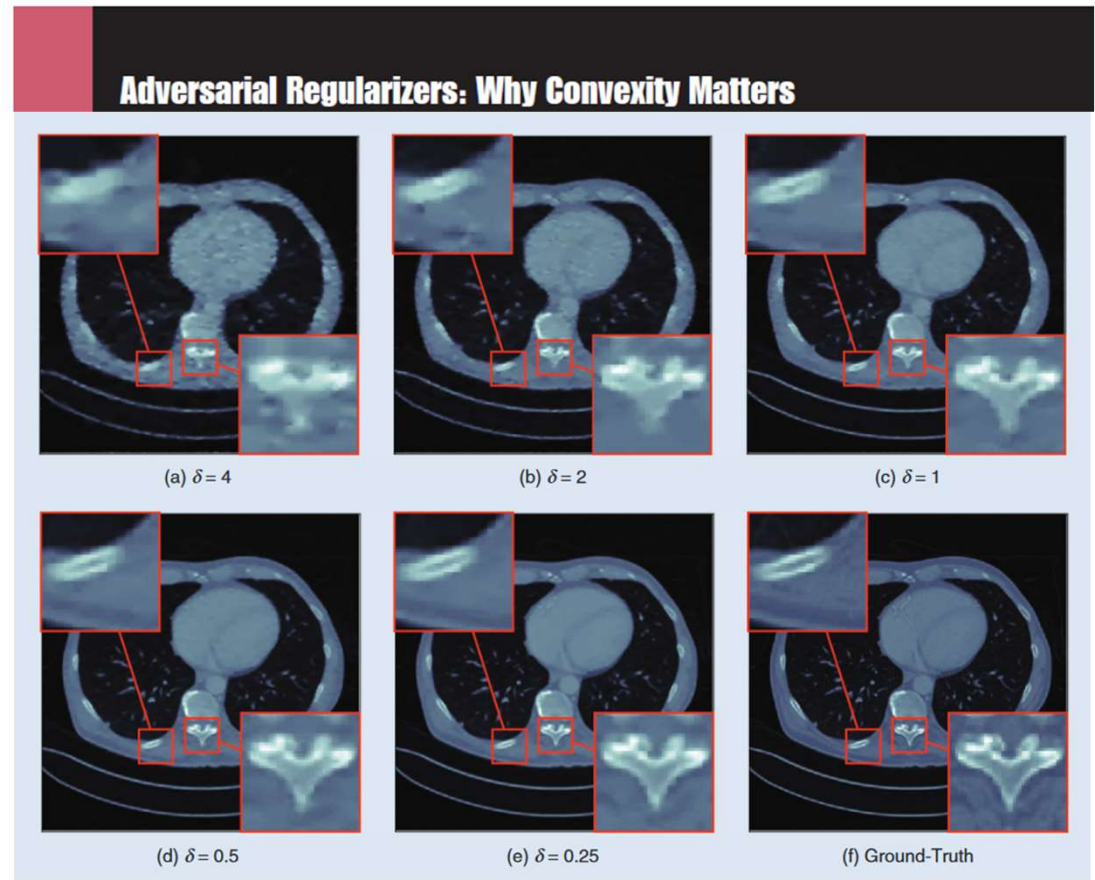 Adversarial Regularizers: Why Convexity Matters
(a) δ = 4
(b) δ = 2
(c) δ = 1
(d) δ = 0.5
(e) δ = 0.25
(f) Ground-Truth